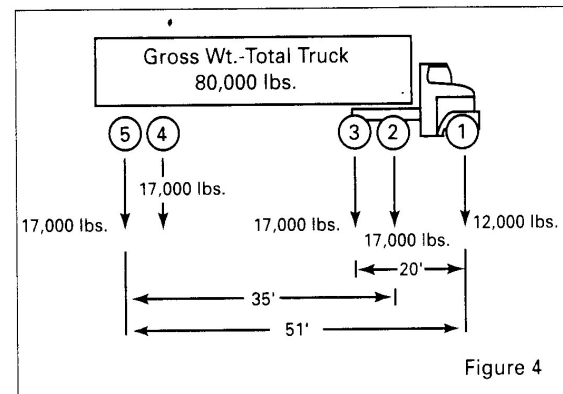 Gross Wt.-Total Truck
80,000 lbs.
5 4 3 2 1
17,000 lbs.
17,000 lbs.
17,000 lbs.
17,000 lbs.
12,000 lbs.
20'
35'
51'
Figure 4